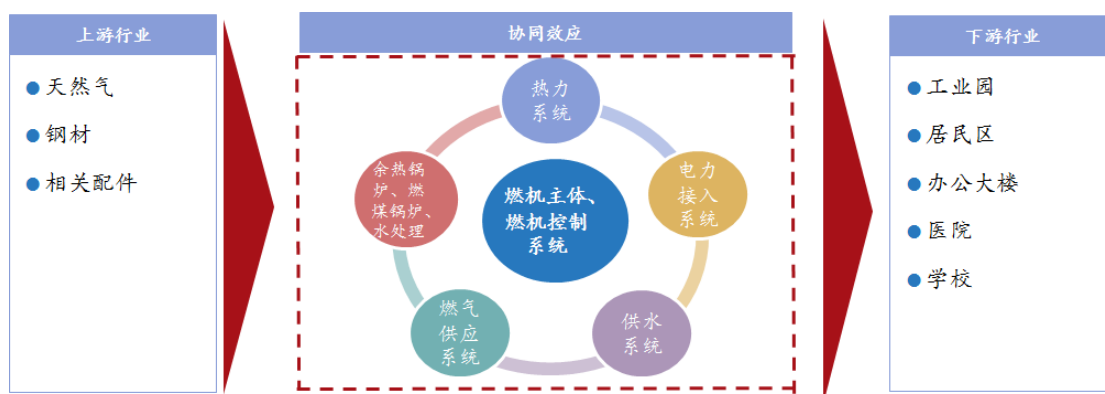 上游行业
天然气
钢材
相关配件
协同效应
热力
系统
余热锅
炉、燃
煤锅炉、
水处理
燃机主体、
燃机控制
系统
电力
接入
系统
燃气
供应
系统
供水
系统
下游行业
工业园
居民区
办公大楼
医院
学校